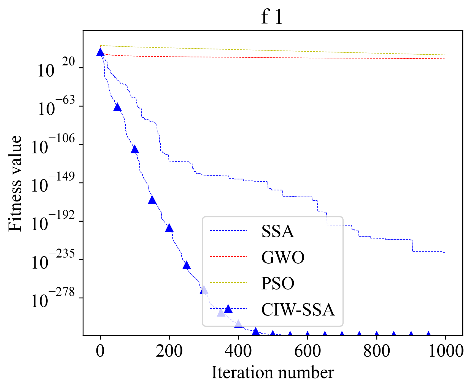 f 1
Fitness value
10⁻²⁰
10⁻⁶³
10⁻¹⁰⁶
10⁻¹⁴⁹
10⁻¹⁹²
10⁻²³⁵
10⁻²⁷⁸
SSA
GWO
PSO
CIW-SSA
0 200 400 600 800 1000
Iteration number